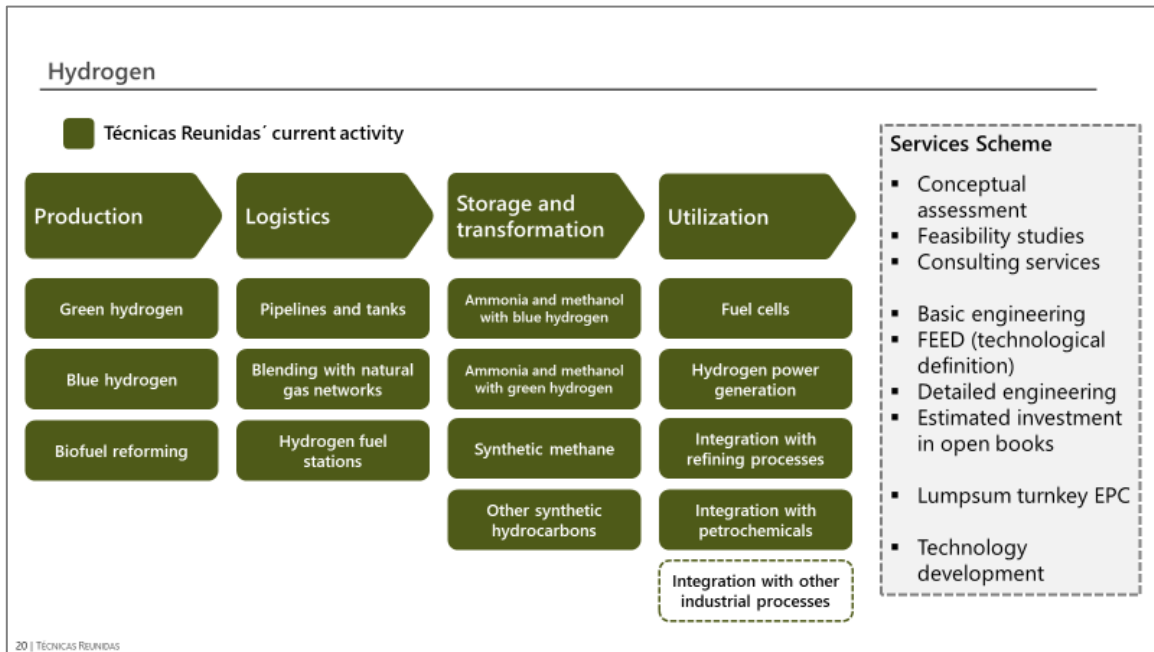 Hydrogen
Técnicas Reunidas´ current activity
Production
Logistics
Storage and
transformation
Utilization
Green hydrogen
Blue hydrogen
Biofuel reforming
Pipelines and tanks
Blending with natural
gas networks
Hydrogen fuel
stations
Ammonia and methanol
with blue hydrogen
Ammonia and methanol
with green hydrogen
Synthetic methane
Other synthetic
hydrocarbons
Fuel cells
Hydrogen power
generation
Integration with
refining processes
Integration with
petrochemicals
Integration with other
industrial processes
Services Scheme
▪ Conceptual
assessment
▪ Feasibility studies
▪ Consulting services
▪ Basic engineering
▪ FEED (technological
definition)
▪ Detailed engineering
▪ Estimated investment
in open books
▪ Lumpsum turnkey EPC
▪ Technology
development
20 | TÉCNICAS REUNIDAS